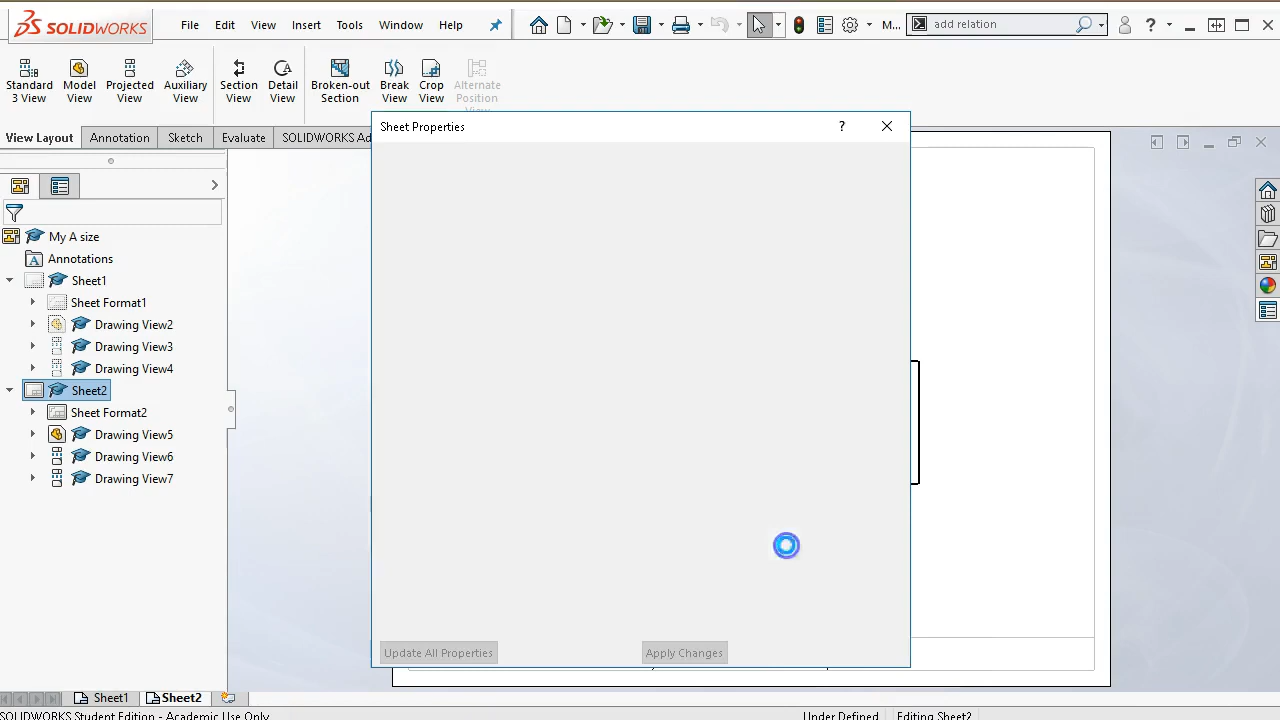 SOLIDWORKS
File Edit View Insert Tools Window Help
M...
add relation
Standard 3 View
Model View
Projected View
Auxiliary View
Section View
Detail View
Broken-out Section
Break View
Crop View
Alternate Position View
View Layout
Annotation
Sketch
Evaluate
SOLIDWORKS Ad
Sheet Properties
?
My A size
Annotations
Sheet1
Sheet Format1
Drawing View2
Drawing View3
Drawing View4
Sheet2
Sheet Format2
Drawing View5
Drawing View6
Drawing View7
Update All Properties
Apply Changes
Sheet1
Sheet2
SOLIDWORKS Student Edition - Academic Use Only
Under Defined
Editing Sheet2